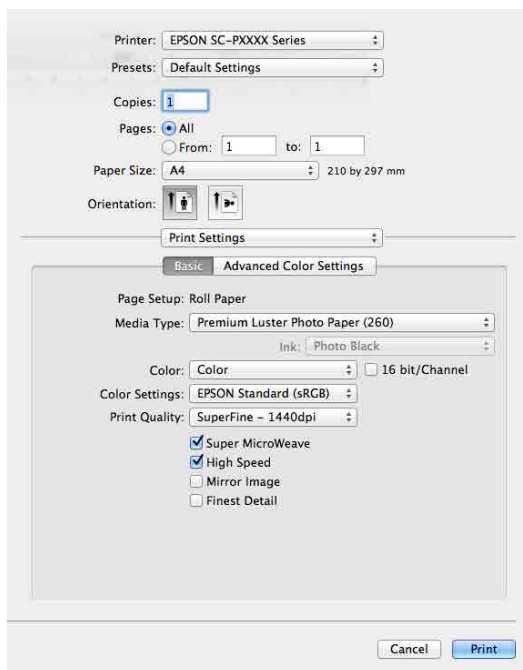 Printer: EPSON SC-PXXXX Series
Presets: Default Settings
Copies: 1
Pages: All
From: 1 to: 1
Paper Size: A4 210 by 297 mm
Orientation:
Print Settings
Basic Advanced Color Settings
Page Setup: Roll Paper
Media Type: Premium Luster Photo Paper (260)
Ink: Photo Black
Color: Color 16 bit/Channel
Color Settings: EPSON Standard (sRGB)
Print Quality: SuperFine – 1440dpi
Super MicroWeave
High Speed
Mirror Image
Finest Detail
Cancel Print